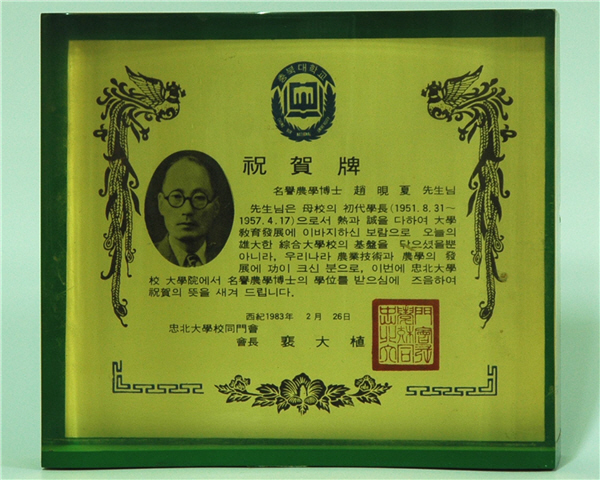 충북대학교
祝賀牌
名譽農學博士 趙 晛 夏 先生님
先生님은 母校의 初代學長(1951.8.31~
1957.4.17)으로서 熱과 誠을 다하여 大學
敎育發展에 이바지하신 보람으로 오늘의
雄大한 綜合大學校의 基盤을 닦으셨을뿐
아니라, 우리나라 農業技術과 農學의 發
展에 功이 크신 분으로, 이번에 忠北大學
校 大學院에서 名譽農學博士의 學位를 받으심에 즈음하여
祝賀의 뜻을 새겨 드립니다.
西紀1983年 2月 26日
忠北大學校同門會
會長 裵 大 植